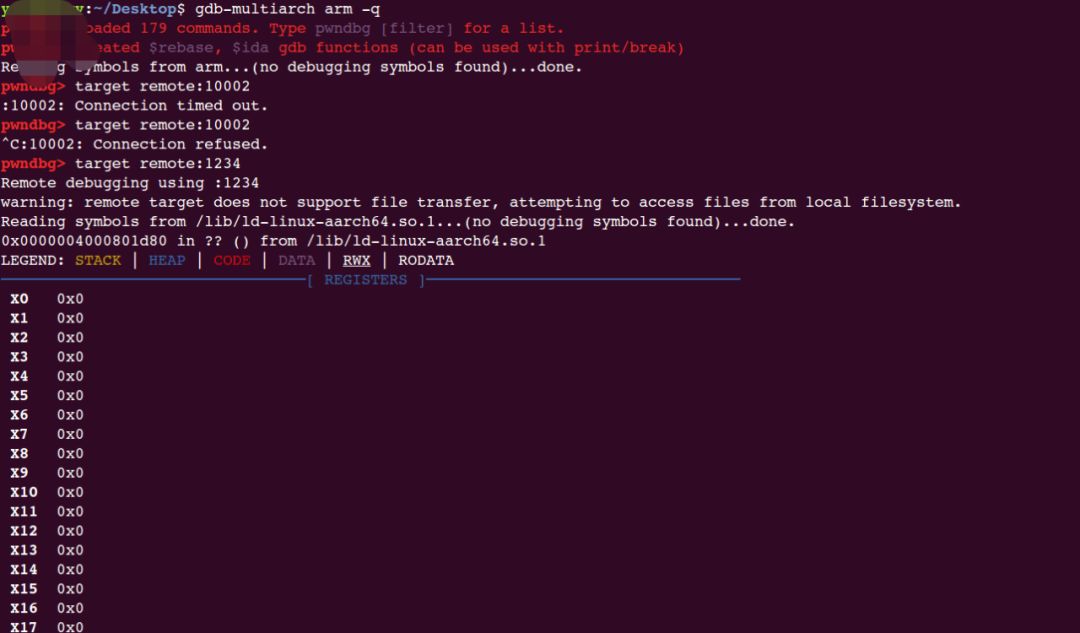 :~/Desktop$ gdb-multiarch arm -q
179 commands. Type pwndbg [filter] for a list.
$rebase, $ida gdb functions (can be used with print/break)
symbols from arm...(no debugging symbols found)...done.
pwndbg> target remote:10002
:10002: Connection timed out.
pwndbg> target remote:10002
^C:10002: Connection refused.
pwndbg> target remote:1234
Remote debugging using :1234
warning: remote target does not support file transfer, attempting to access files from local filesystem.
Reading symbols from /lib/ld-linux-aarch64.so.1...(no debugging symbols found)...done.
0x0000004000801d80 in ?? () from /lib/ld-linux-aarch64.so.1
LEGEND: STACK | HEAP | CODE | DATA | RWX | RODATA
[ REGISTERS ]
X0 0x0
X1 0x0
X2 0x0
X3 0x0
X4 0x0
X5 0x0
X6 0x0
X7 0x0
X8 0x0
X9 0x0
X10 0x0
X11 0x0
X12 0x0
X13 0x0
X14 0x0
X15 0x0
X16 0x0
X17 0x0